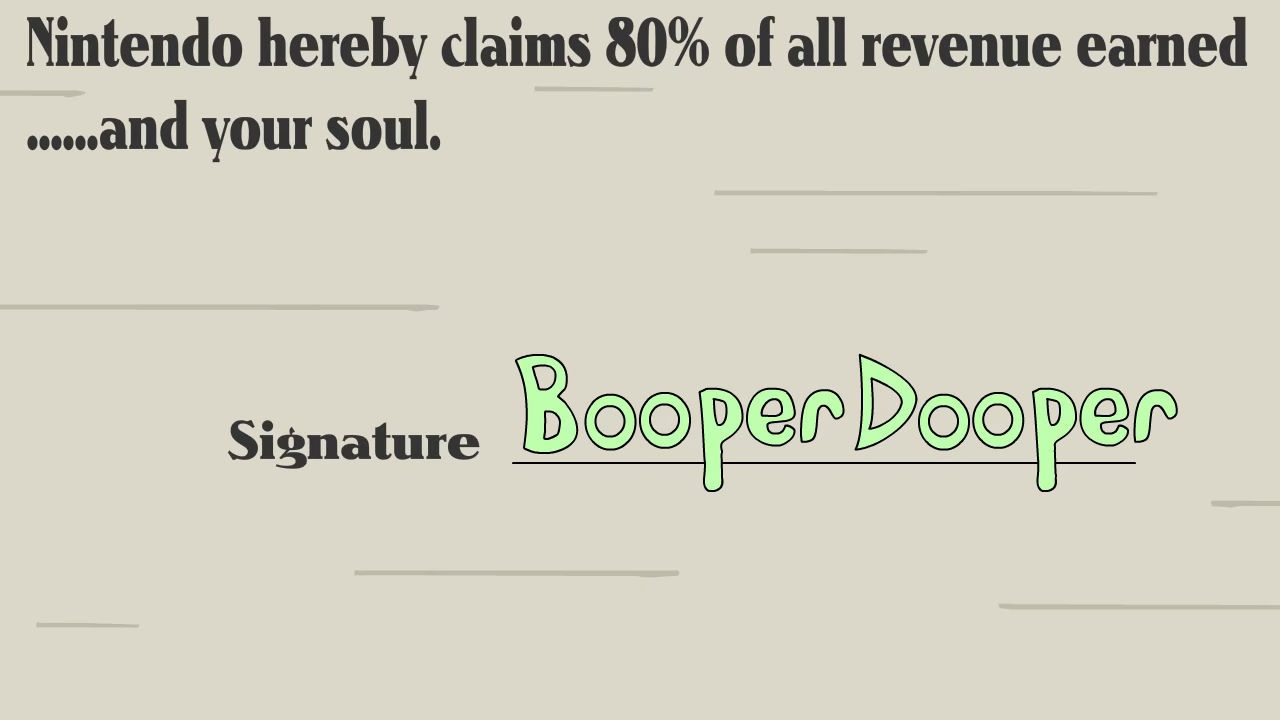 Nintendo hereby claims 80% of all revenue earned
......and your soul.
Signature BooperDooper